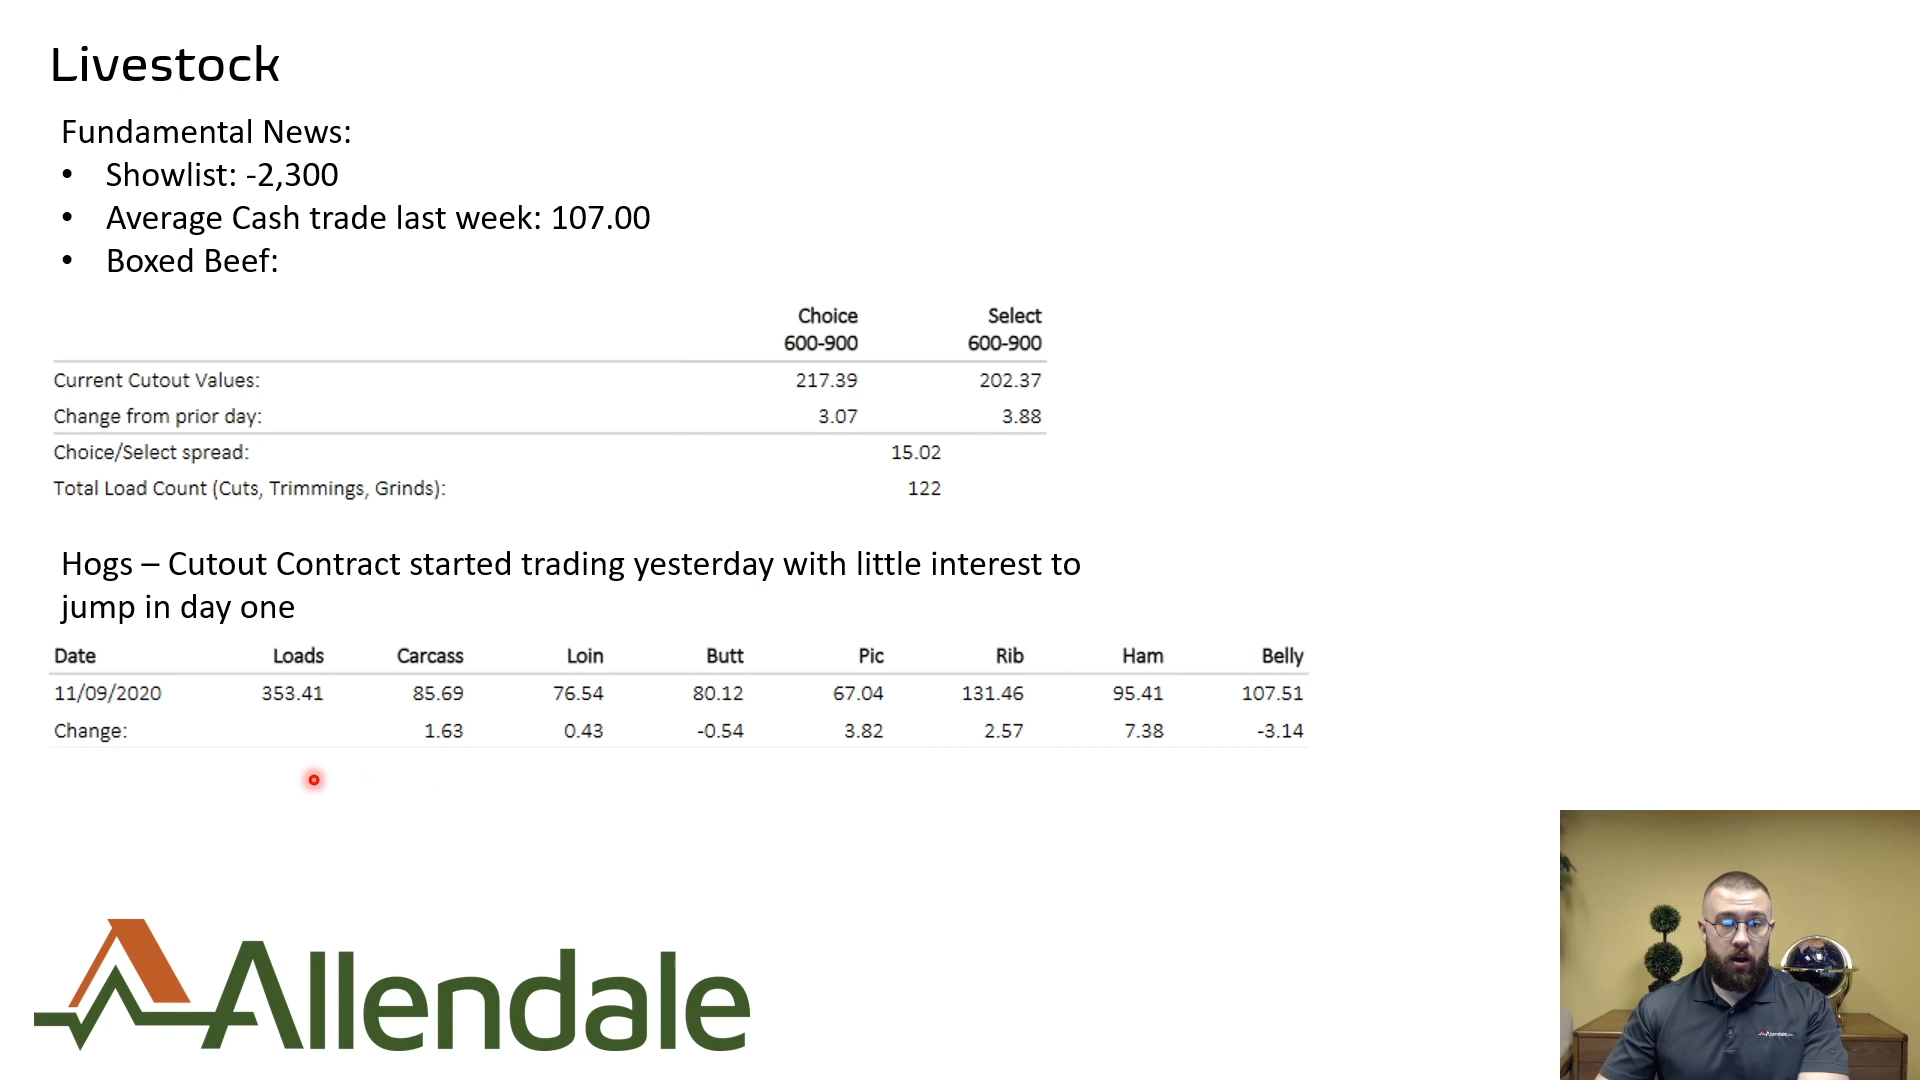 Livestock
Fundamental News:
• Showlist: -2,300
• Average Cash trade last week: 107.00
• Boxed Beef:
Choice Select
600-900 600-900
Current Cutout Values: 217.39 202.37
Change from prior day: 3.07 3.88
Choice/Select spread: 15.02
Total Load Count (Cuts, Trimmings, Grinds): 122
Hogs – Cutout Contract started trading yesterday with little interest to
jump in day one
Date Loads Carcass Loin Butt Pic Rib Ham Belly
11/09/2020 353.41 85.69 76.54 80.12 67.04 131.46 95.41 107.51
Change: 1.63 0.43 -0.54 3.82 2.57 7.38 -3.14
Allendale